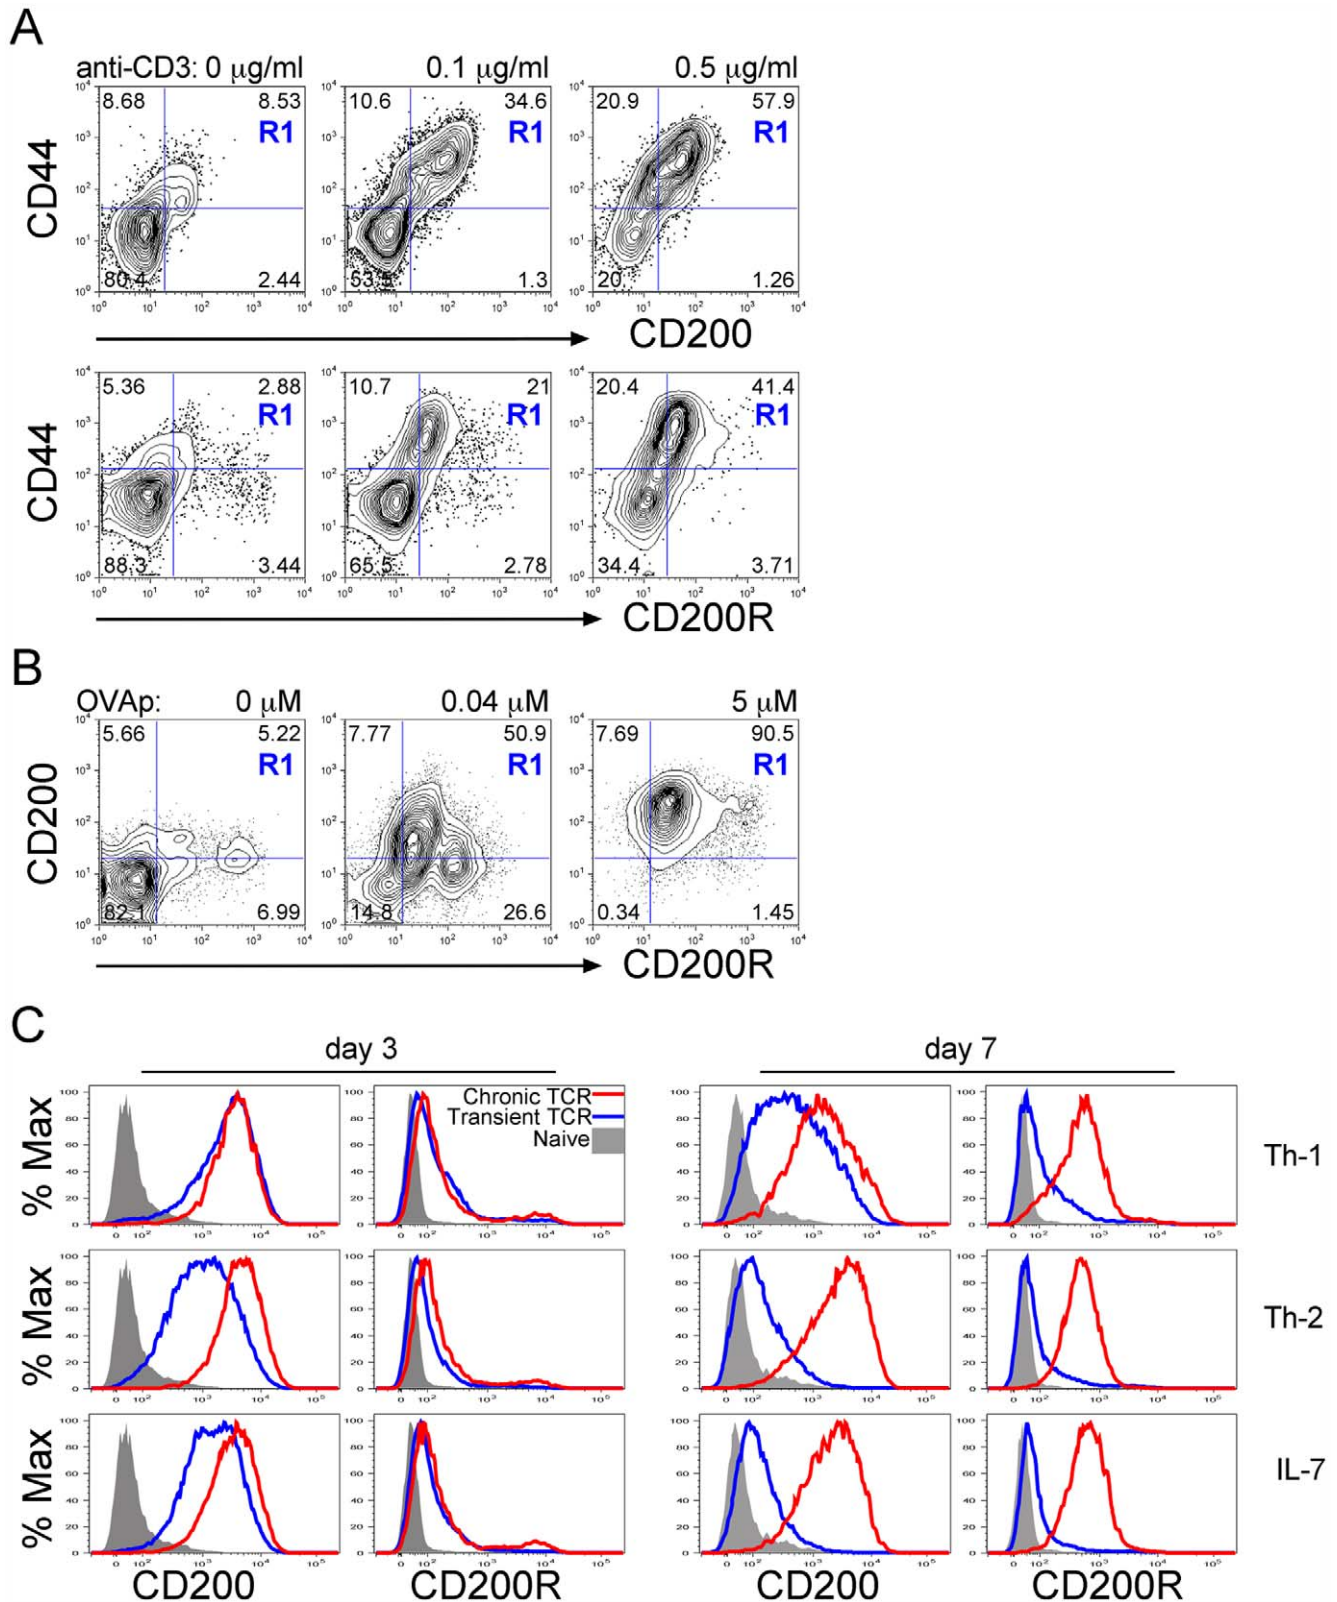 A
anti-CD3: 0 μg/ml 0.1 μg/ml 0.5 μg/ml
8.68 8.53 10.6 34.6 20.9 57.9
R1 R1 R1
CD44
80.4 2.44 53.5 1.3 20 1.26
CD200
5.36 2.88 10.7 21 20.4 41.4
R1 R1 R1
CD44
88.3 3.44 65.5 2.78 34.4 3.71
CD200R
B
OVAp: 0 μM 0.04 μM 5 μM
5.66 5.22 7.77 50.9 7.69 90.5
R1 R1 R1
CD200
82.1 6.99 14.8 26.6 0.34 1.45
CD200R
C
day 3 day 7
Chronic TCR
Transient TCR
Naive
% Max Th-1
% Max Th-2
% Max IL-7
CD200 CD200R CD200 CD200R